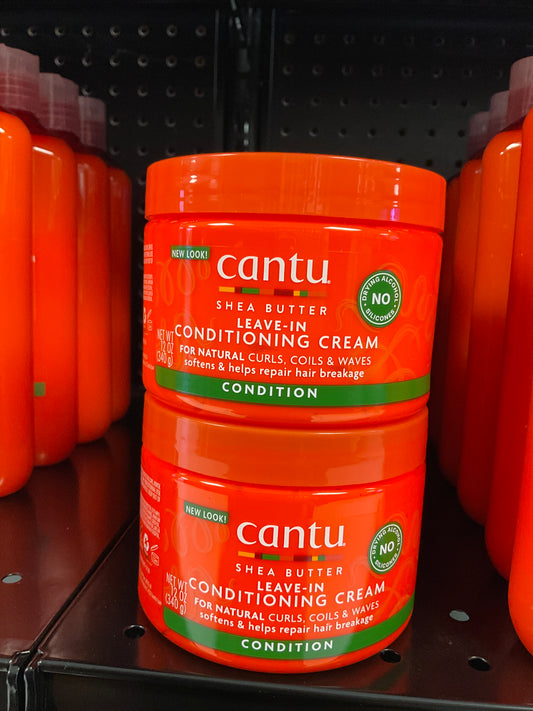 NEW LOOK!
cantu
SHEA BUTTER
LEAVE-IN
CONDITIONING CREAM
FOR NATURAL CURLS, COILS & WAVES
softens & helps repair hair breakage
NET WT
12 OZ
(340 g)
DRYING ALCOHOL
NO
SILICONES
CONDITION
NEW LOOK!
cantu
SHEA BUTTER
LEAVE-IN
CONDITIONING CREAM
FOR NATURAL CURLS, COILS & WAVES
softens & helps repair hair breakage
NET WT
12 OZ
(340 g)
DRYING ALCOHOL
NO
SILICONES
CONDITION